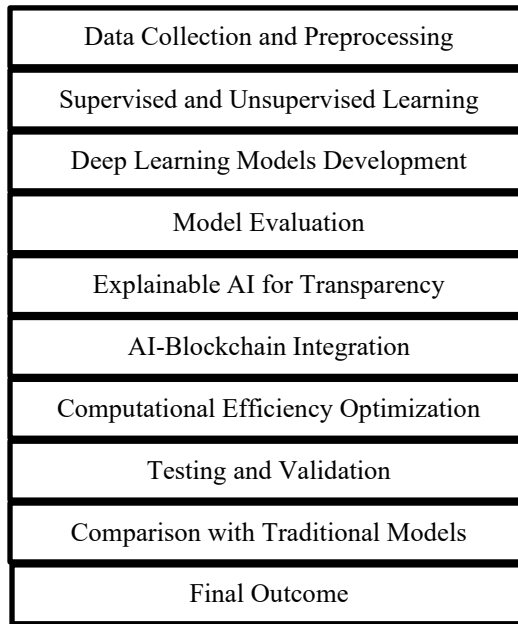 Data Collection and Preprocessing
Supervised and Unsupervised Learning
Deep Learning Models Development
Model Evaluation
Explainable AI for Transparency
AI-Blockchain Integration
Computational Efficiency Optimization
Testing and Validation
Comparison with Traditional Models
Final Outcome